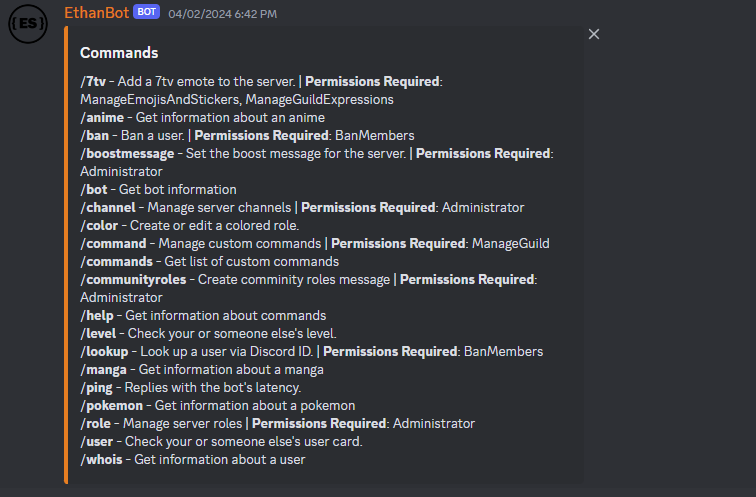 {ES}
EthanBot BOT 04/02/2024 6:42 PM
Commands
/7tv - Add a 7tv emote to the server. | Permissions Required:
ManageEmojisAndStickers, ManageGuildExpressions
/anime - Get information about an anime
/ban - Ban a user. | Permissions Required: BanMembers
/boostmessage - Set the boost message for the server. | Permissions Required:
Administrator
/bot - Get bot information
/channel - Manage server channels | Permissions Required: Administrator
/color - Create or edit a colored role.
/command - Manage custom commands | Permissions Required: ManageGuild
/commands - Get list of custom commands
/communityroles - Create comminity roles message | Permissions Required:
Administrator
/help - Get information about commands
/level - Check your or someone else's level.
/lookup - Look up a user via Discord ID. | Permissions Required: BanMembers
/manga - Get information about a manga
/ping - Replies with the bot's latency.
/pokemon - Get information about a pokemon
/role - Manage server roles | Permissions Required: Administrator
/user - Check your or someone else's user card.
/whois - Get information about a user